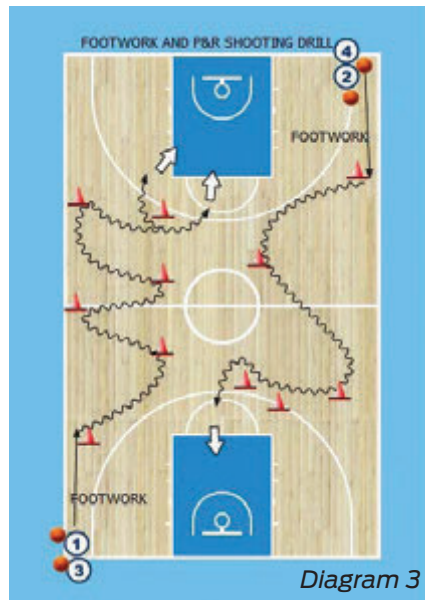 FOOTWORK AND P&R SHOOTING DRILL
4
2
FOOTWORK
FOOTWORK
1
3
Diagram 3